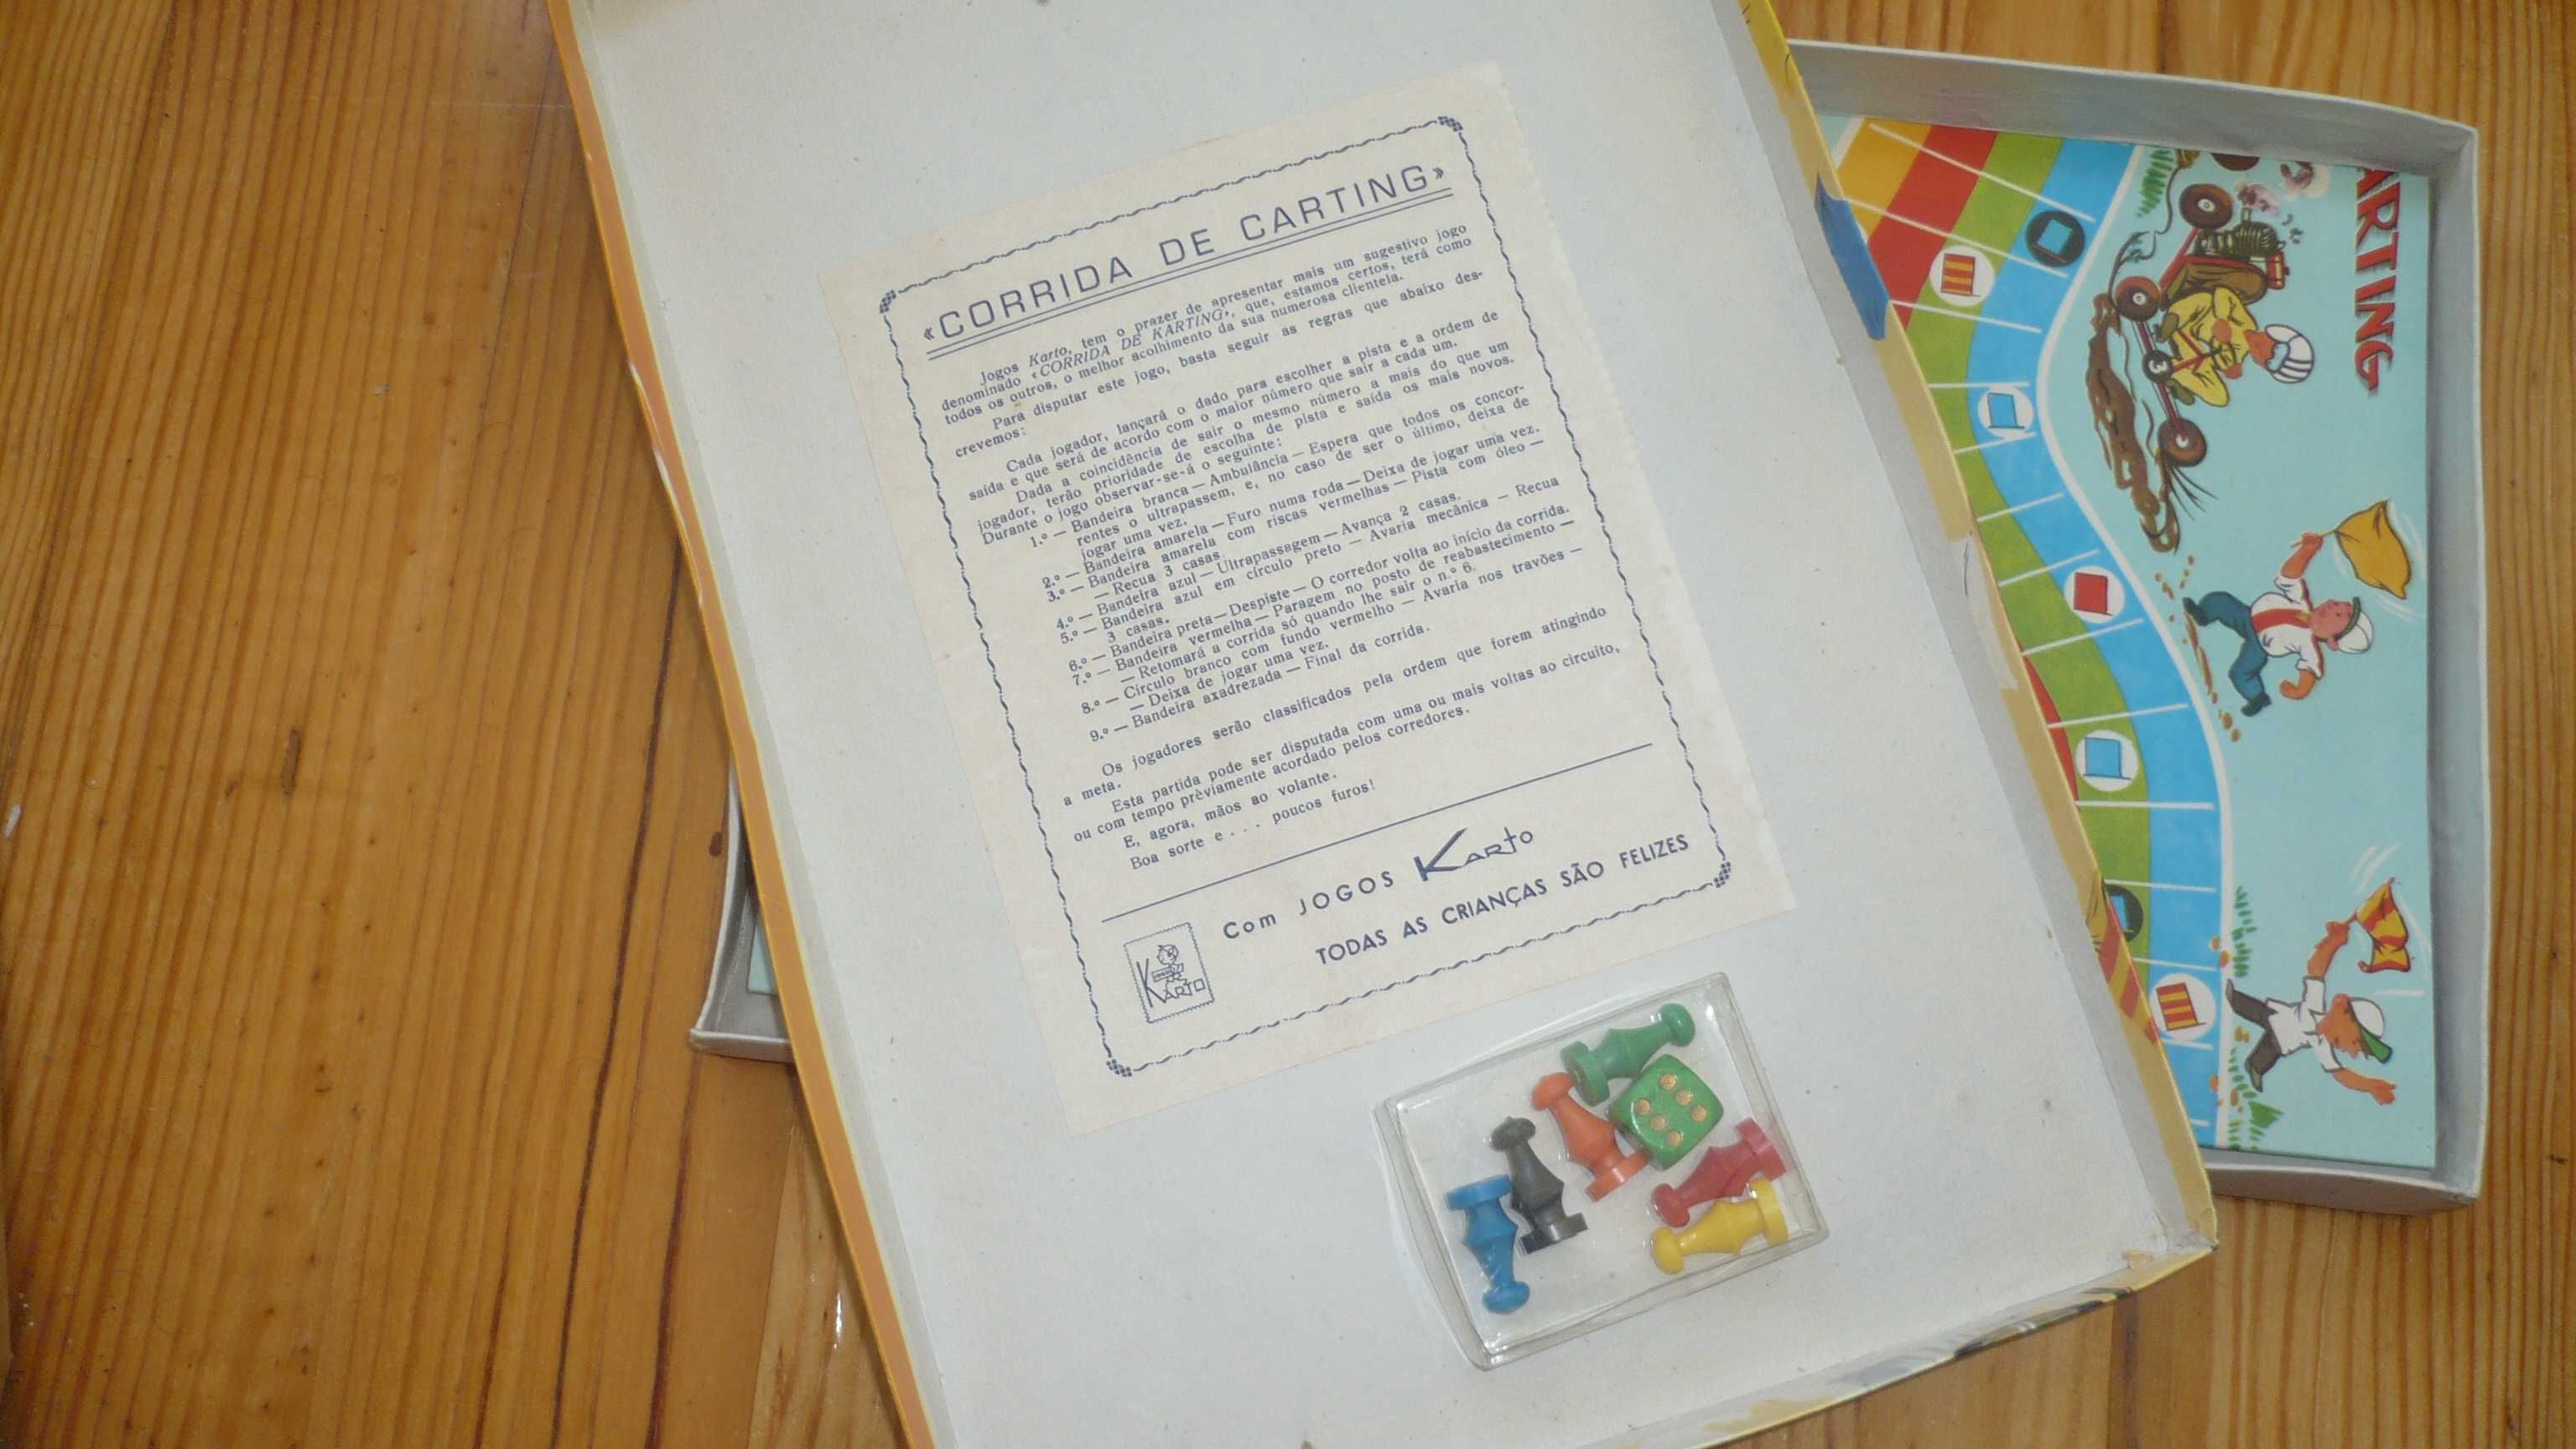 «CORRIDA DE CARTING»
Jogos Karto, tem o prazer de apresentar mais um sugestivo jogo
denominado «CORRIDA DE KARTING», que, estamos certos, terá como
todos os outros, o melhor acolhimento da sua numerosa clientela.
Para disputar este jogo, basta seguir as regras que abaixo des-
crevemos:
Cada jogador, lançará o dado para escolher a pista e a ordem de
saída e que será de acordo com o maior número que sair a cada um.
Dada a coincidência de sair o mesmo número a mais do que um
jogador, terão prioridade de escolha de pista e saída os mais novos.
Durante o jogo observar-se-á o seguinte:
1.º — Bandeira branca — Ambulância — Espera que todos os concor-
rentes o ultrapassem, e, no caso de ser o último, deixa de
jogar uma vez.
2.º — Bandeira amarela — Furo numa roda — Deixa de jogar uma vez.
3.º — Bandeira amarela com riscas vermelhas — Pista com óleo —
— Recua 3 casas.
4.º — Bandeira azul — Ultrapassagem — Avança 2 casas.
5.º — Bandeira azul em círculo preto — Avaria mecânica — Recua
3 casas.
6.º — Bandeira preta — Despiste — O corredor volta ao início da corrida.
7.º — Bandeira vermelha — Paragem no posto de reabastecimento —
— Retomará a corrida só quando lhe sair o n.º 6.
8.º — Círculo branco com fundo vermelho — Avaria nos travões —
— Deixa de jogar uma vez.
9.º — Bandeira axadrezada — Final da corrida.
Os jogadores serão classificados pela ordem que forem atingindo
a meta.
Esta partida pode ser disputada com uma ou mais voltas ao circuito,
ou com tempo prèviamente acordado pelos corredores.
E, agora, mãos ao volante.
Boa sorte e . . . poucos furos!
Com JOGOS Karto
TODAS AS CRIANÇAS SÃO FELIZES
KARTO
ARTING
3